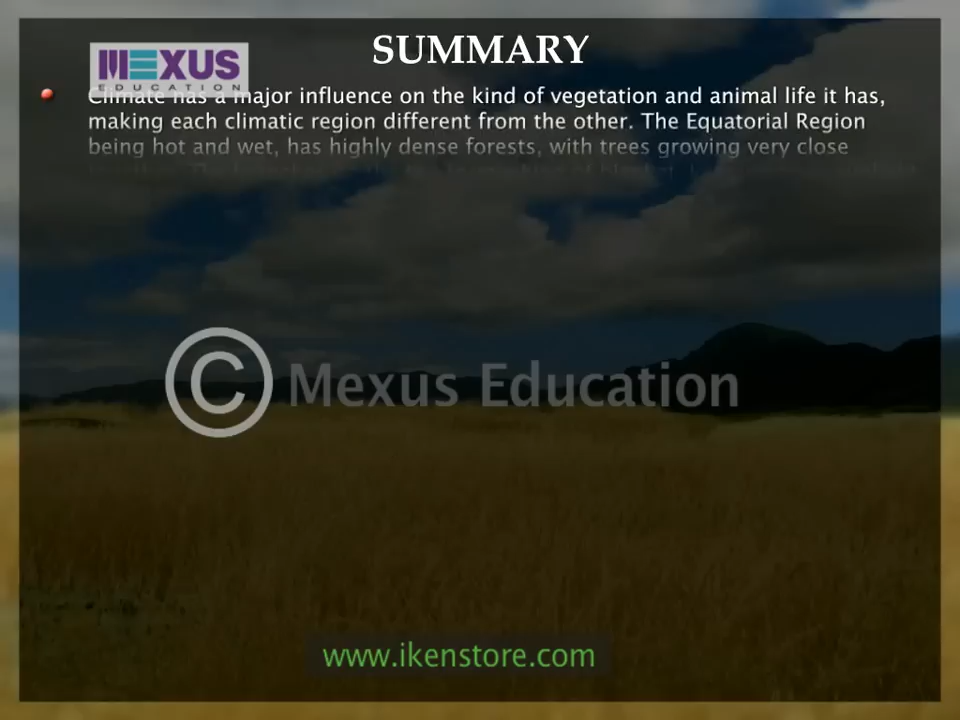 SUMMARY
MEXUS
EDUCATION
Climate has a major influence on the kind of vegetation and animal life it has,
making each climatic region different from the other. The Equatorial Region
being hot and wet, has highly dense forests, with trees growing very close
© Mexus Education
www.ikenstore.com